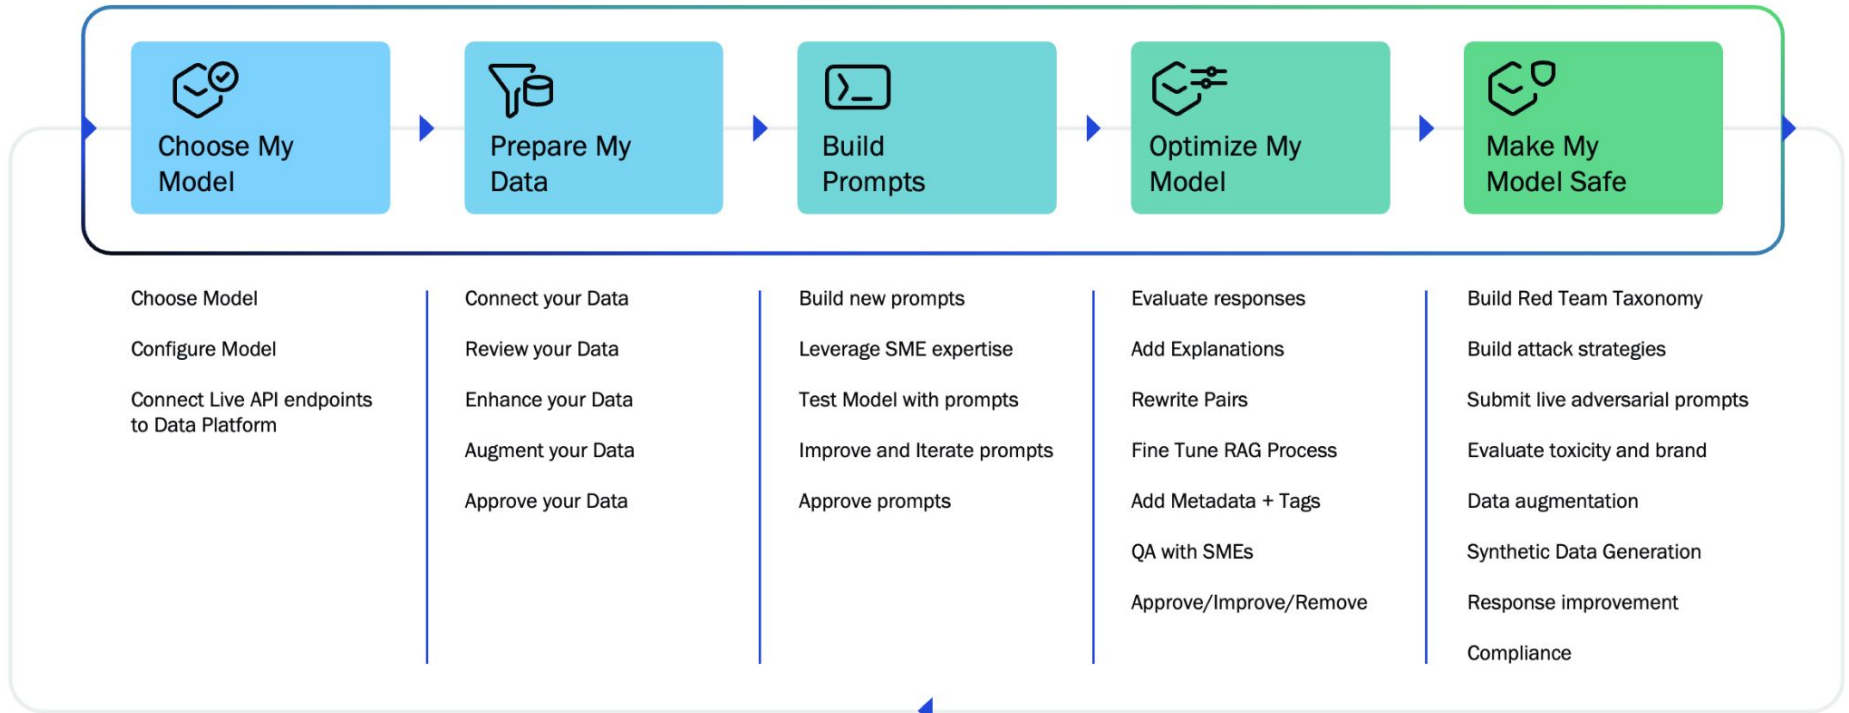 Choose My
Model
Prepare My
Data
Build
Prompts
Optimize My
Model
Make My
Model Safe
Choose Model
Configure Model
Connect Live API endpoints
to Data Platform
Connect your Data
Review your Data
Enhance your Data
Augment your Data
Approve your Data
Build new prompts
Leverage SME expertise
Test Model with prompts
Improve and Iterate prompts
Approve prompts
Evaluate responses
Add Explanations
Rewrite Pairs
Fine Tune RAG Process
Add Metadata + Tags
QA with SMEs
Approve/Improve/Remove
Build Red Team Taxonomy
Build attack strategies
Submit live adversarial prompts
Evaluate toxicity and brand
Data augmentation
Synthetic Data Generation
Response improvement
Compliance